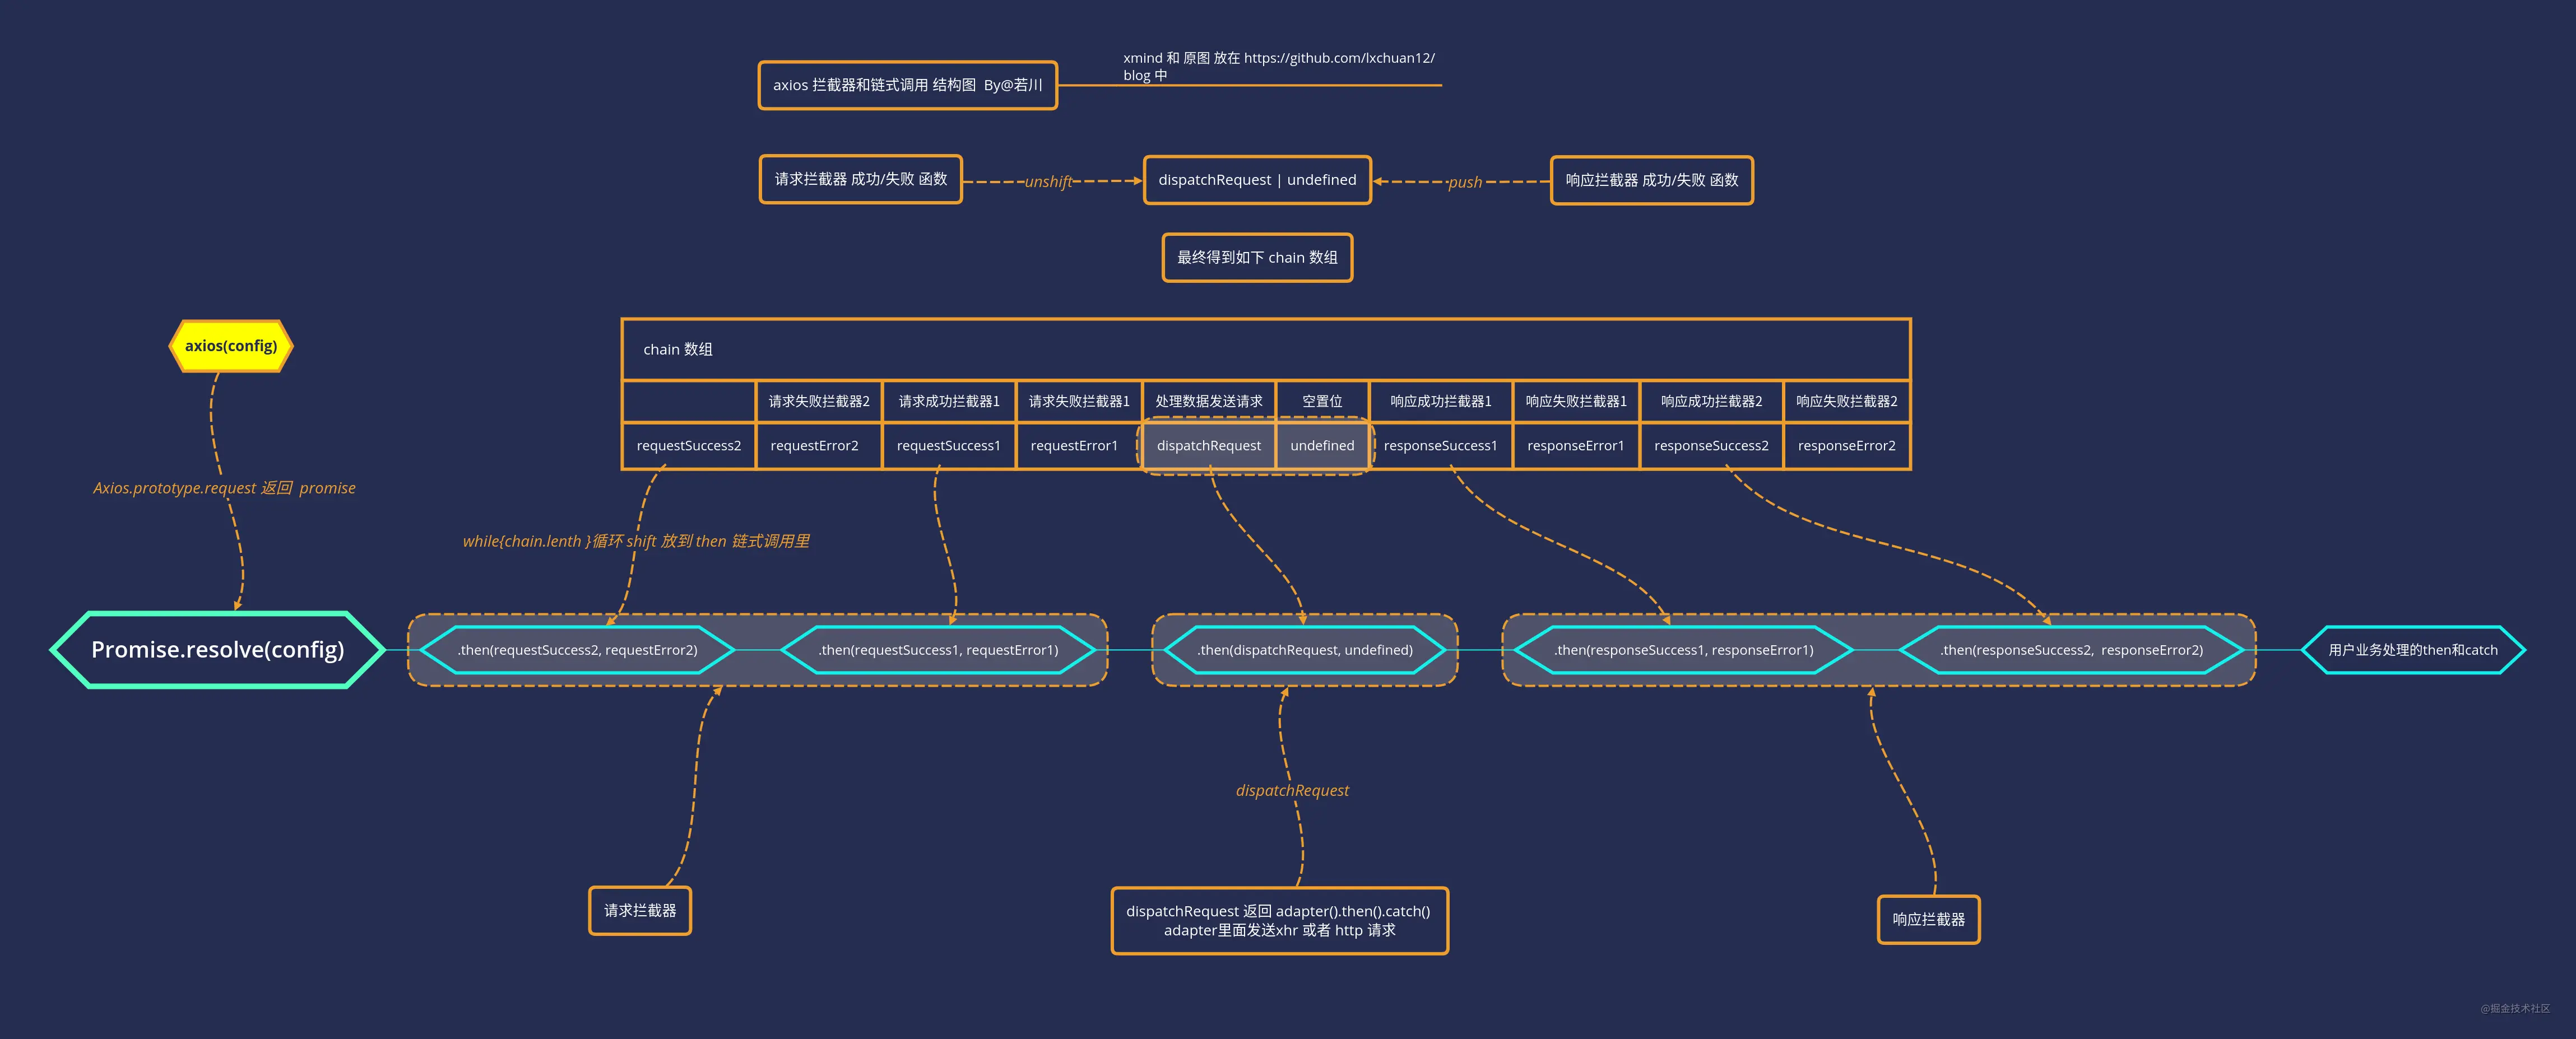 xmind 和 原图 放在 https://github.com/lxchuan12/
blog 中
axios 拦截器和链式调用 结构图 By@若川
请求拦截器 成功/失败 函数
unshift
dispatchRequest | undefined
push
响应拦截器 成功/失败 函数
最终得到如下 chain 数组
axios(config)
chain 数组
请求失败拦截器2
请求成功拦截器1
请求失败拦截器1
处理数据发送请求
空置位
响应成功拦截器1
响应失败拦截器1
响应成功拦截器2
响应失败拦截器2
requestSuccess2
requestError2
requestSuccess1
requestError1
dispatchRequest
undefined
responseSuccess1
responseError1
responseSuccess2
responseError2
Axios.prototype.request 返回 promise
while{chain.lenth }循环 shift 放到 then 链式调用里
Promise.resolve(config)
.then(requestSuccess2, requestError2)
.then(requestSuccess1, requestError1)
.then(dispatchRequest, undefined)
.then(responseSuccess1, responseError1)
.then(responseSuccess2, responseError2)
用户业务处理的then和catch
dispatchRequest
请求拦截器
dispatchRequest 返回 adapter().then().catch()
adapter里面发送xhr 或者 http 请求
响应拦截器
@掘金技术社区